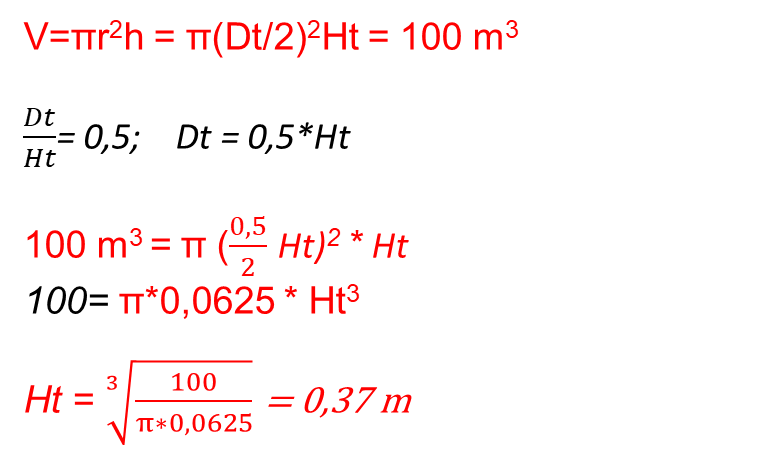 V=πr²h = π(Dt/2)²Ht = 100 m³
Dt/Ht = 0,5; Dt = 0,5*Ht
100 m³ = π (0,5/2 Ht)² * Ht
100= π*0,0625 * Ht³
Ht = ³√(100/π*0,0625) = 0,37 m